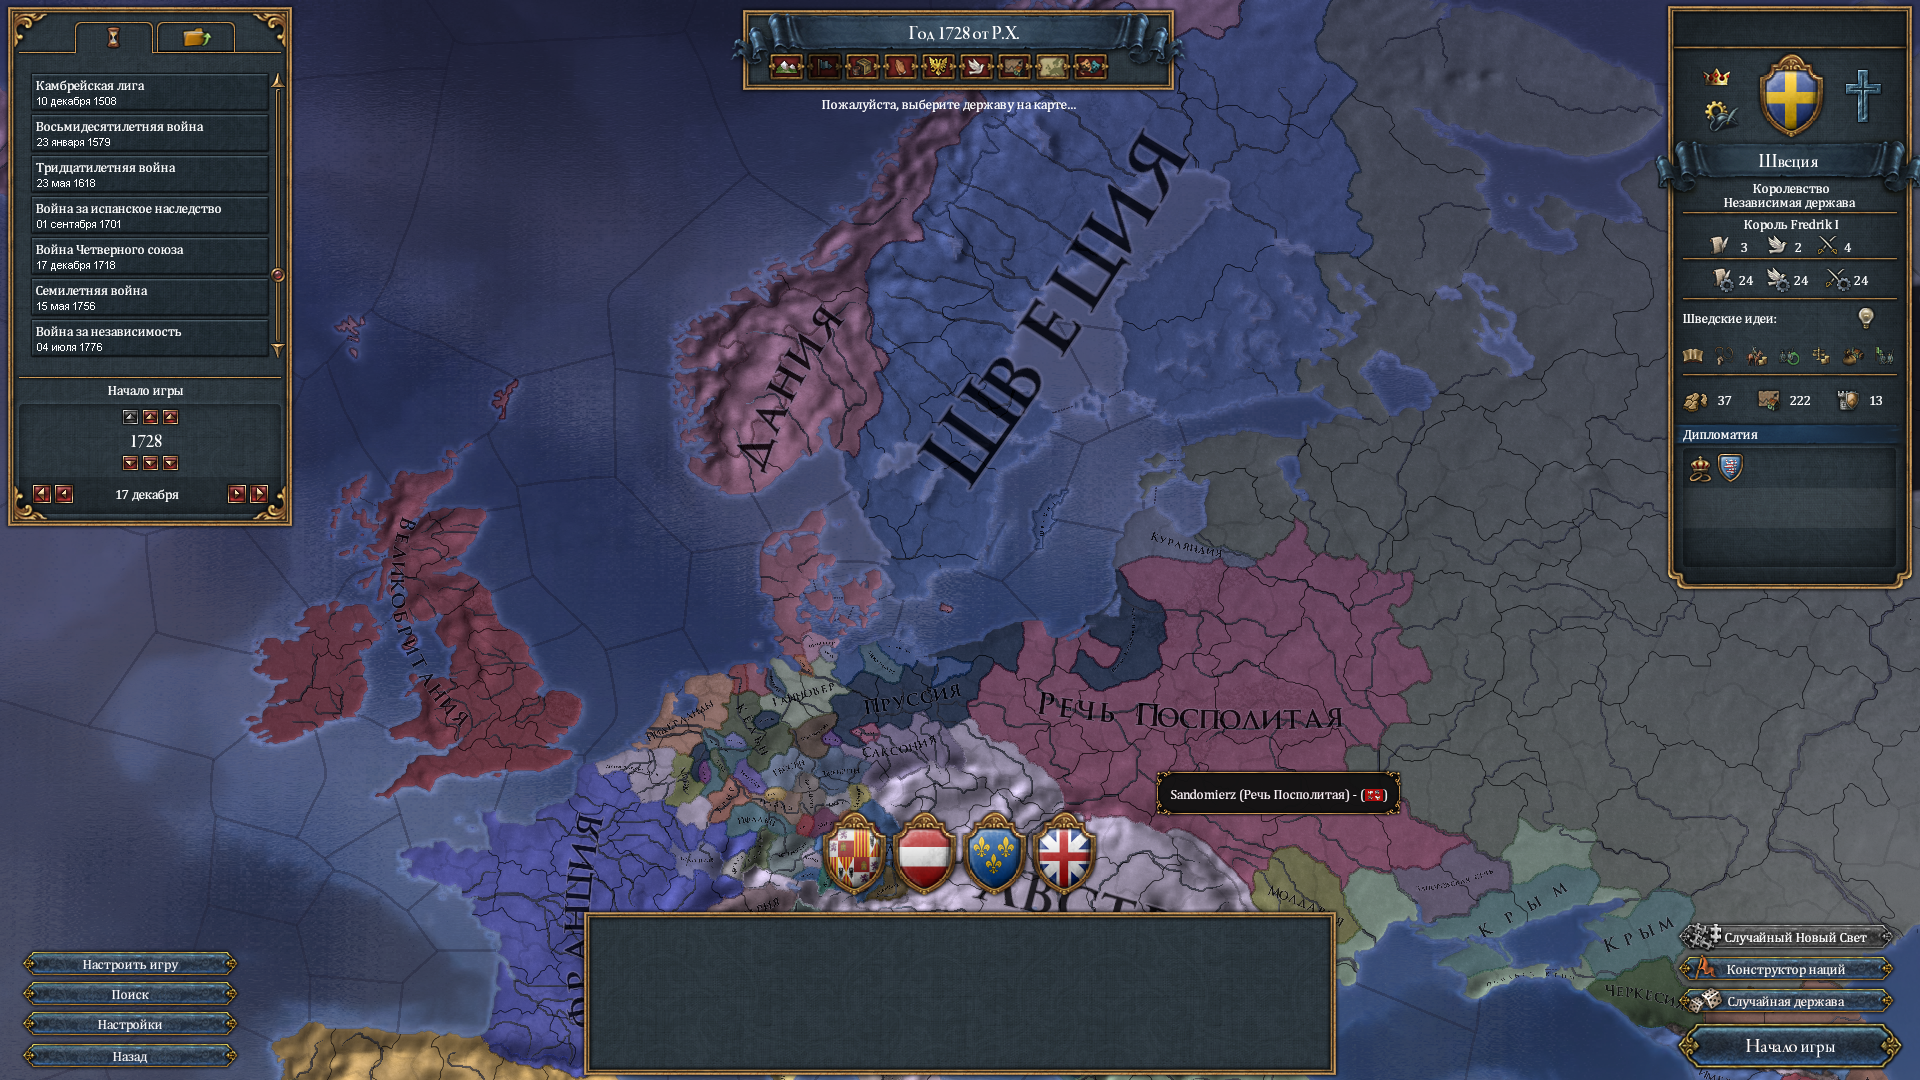 Камбрейская лига
10 декабря 1508
Восьмидесятилетняя война
23 января 1579
Тридцатилетняя война
23 мая 1618
Война за испанское наследство
01 сентября 1701
Война Четверного союза
17 декабря 1718
Семилетняя война
15 мая 1756
Война за независимость
04 июля 1776
Начало игры
1728
17 декабря
Год 1728 от Р.Х.
Пожалуйста, выберите державу на карте...
Швеция
Королевство
Независимая держава
Король Fredrik I
3 2 4
24 24 24
Шведские идеи:
37 222 13
Дипломатия
ШВЕЦИЯ
ДАНИЯ
ВЕЛИКОБРИТАНИЯ
КУРЛЯНДИЯ
ГАННОВЕР
ПРУССИЯ
РЕЧЬ ПОСПОЛИТАЯ
САКСОНИЯ
Sandomierz (Речь Посполитая) - ( )
ФРАНЦИЯ
КРЫМ
КРЫМ
Настроить игру
Поиск
Настройки
Назад
Случайный Новый Свет
Конструктор наций
Случайная держава
Начало игры